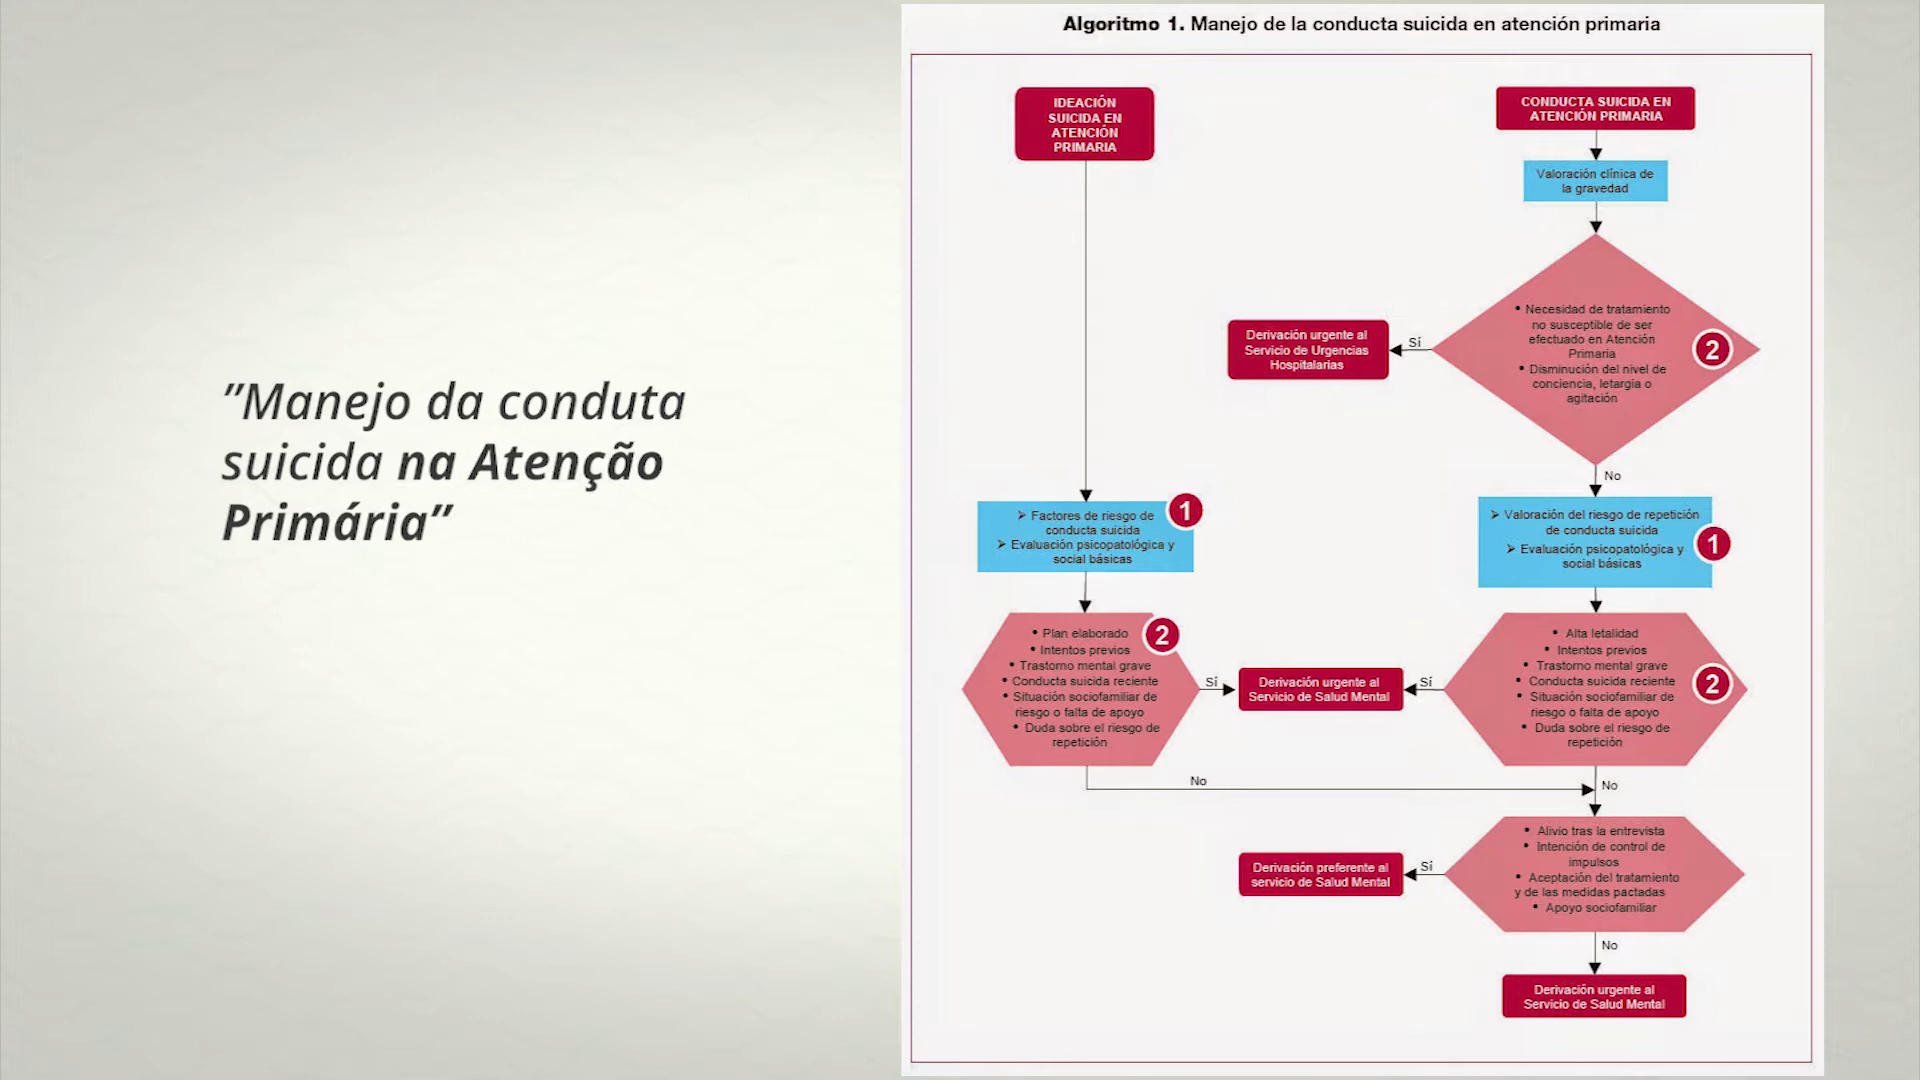 ”Manejo da conduta
suicida na Atenção
Primária”
Algoritmo 1. Manejo de la conducta suicida en atención primaria
IDEACIÓN
SUICIDA EN
ATENCIÓN
PRIMARIA
CONDUCTA SUICIDA EN
ATENCIÓN PRIMARIA
Valoración clínica de
la gravedad
• Necesidad de tratamiento
no susceptible de ser
efectuado en Atención
Primaria
• Disminución del nivel de
conciencia, letargía o
agitación
2
Sí
Derivación urgente al
Servicio de Urgencias
Hospitalarias
No
➢ Factores de riesgo de
conducta suicida
➢ Evaluación psicopatológica y
social básicas
1
➢ Valoración del riesgo de repetición
de conducta suicida
➢ Evaluación psicopatológica y
social básicas
1
• Plan elaborado
• Intentos previos
• Trastorno mental grave
• Conducta suicida reciente
• Situación sociofamiliar de
riesgo o falta de apoyo
• Duda sobre el riesgo de
repetición
2
Sí
Derivación urgente al
Servicio de Salud Mental
Sí
• Alta letalidad
• Intentos previos
• Trastorno mental grave
• Conducta suicida reciente
• Situación sociofamiliar de
riesgo o falta de apoyo
• Duda sobre el riesgo de
repetición
2
No
No
• Alivio tras la entrevista
• Intención de control de
impulsos
• Aceptación del tratamiento
y de las medidas pactadas
• Apoyo sociofamiliar
Sí
Derivación preferente al
servicio de Salud Mental
No
Derivación urgente al
Servicio de Salud Mental